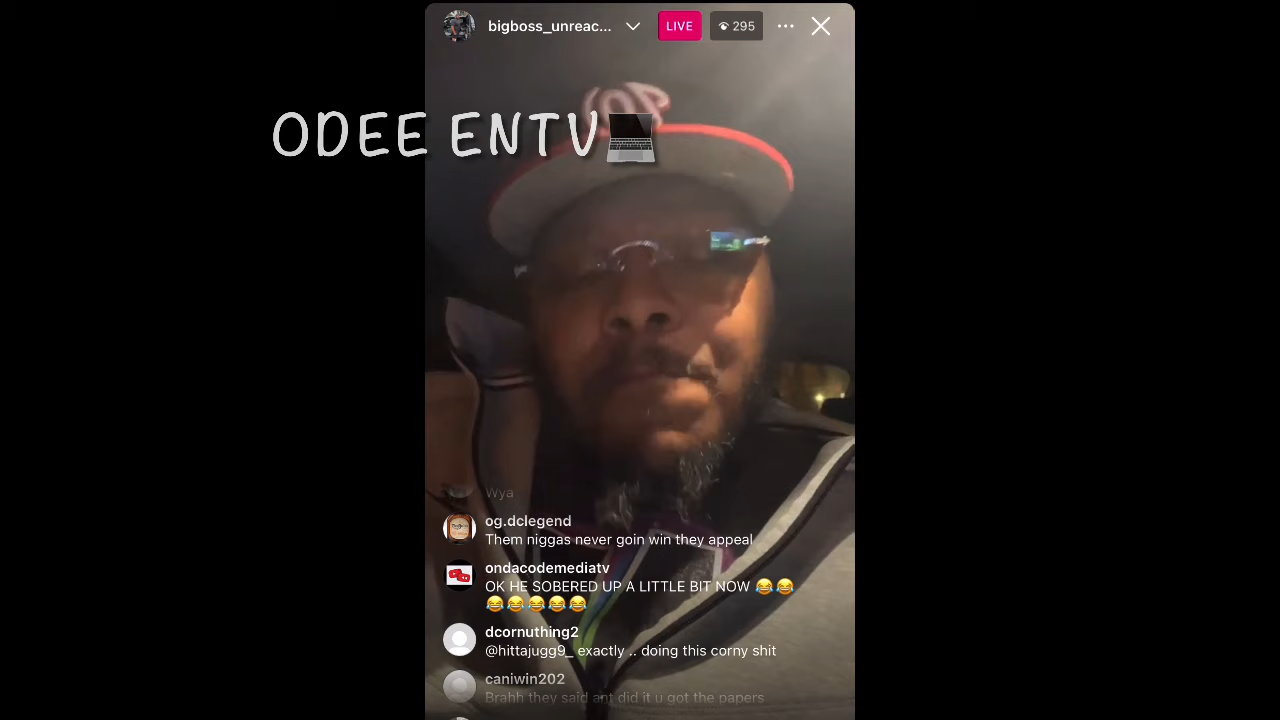 bigboss_unreac...
LIVE
295
ODEE ENTV
Wya
og.dclegend
Them niggas never goin win they appeal
ondacodemediatv
OK HE SOBERED UP A LITTLE BIT NOW 😂😂
😂😂😂😂😂
dcornuthing2
@hittajugg9_ exactly .. doing this corny shit
caniwin202
Brahh they said ant did it u got the papers